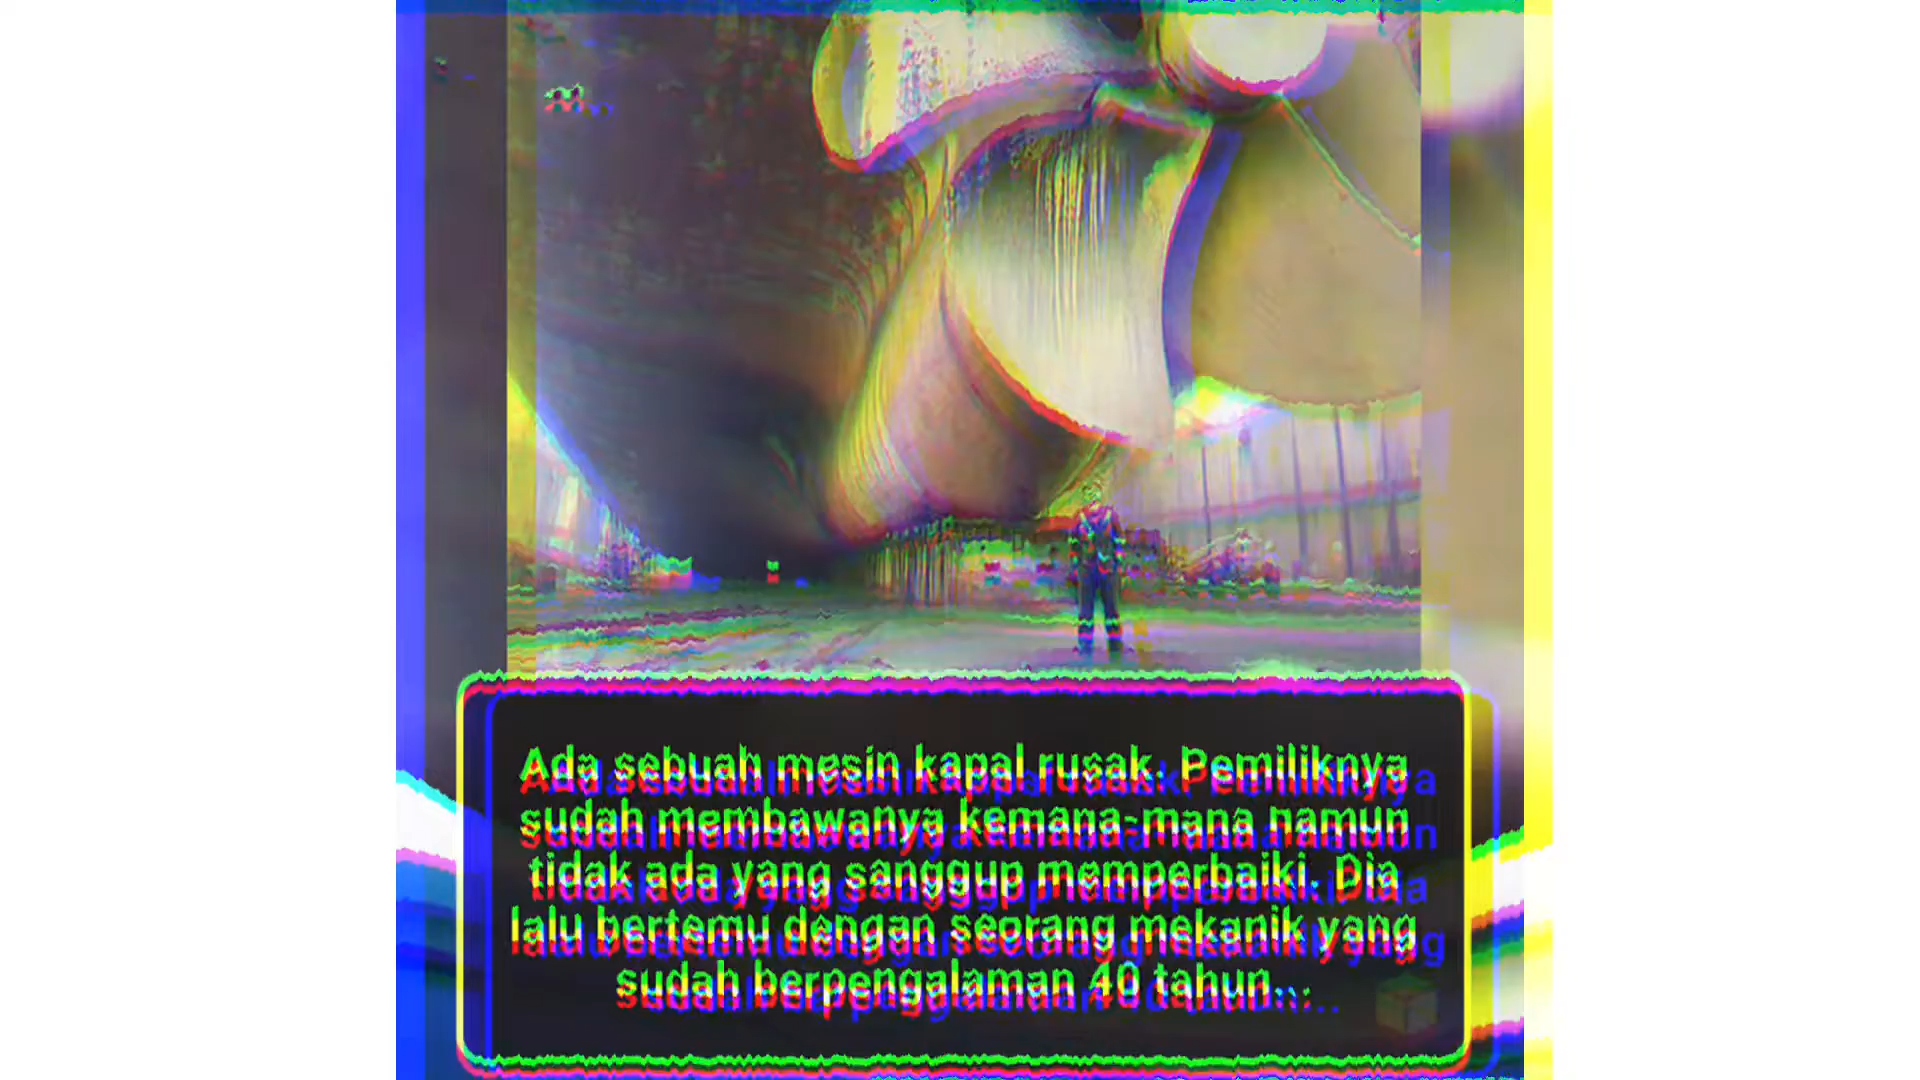 Ada sebuah mesin kapal rusak. Pemiliknya
sudah membawanya kemana-mana namun
tidak ada yang sanggup memperbaiki. Dia
lalu bertemu dengan seorang mekanik yang
sudah berpengalaman 40 tahun...